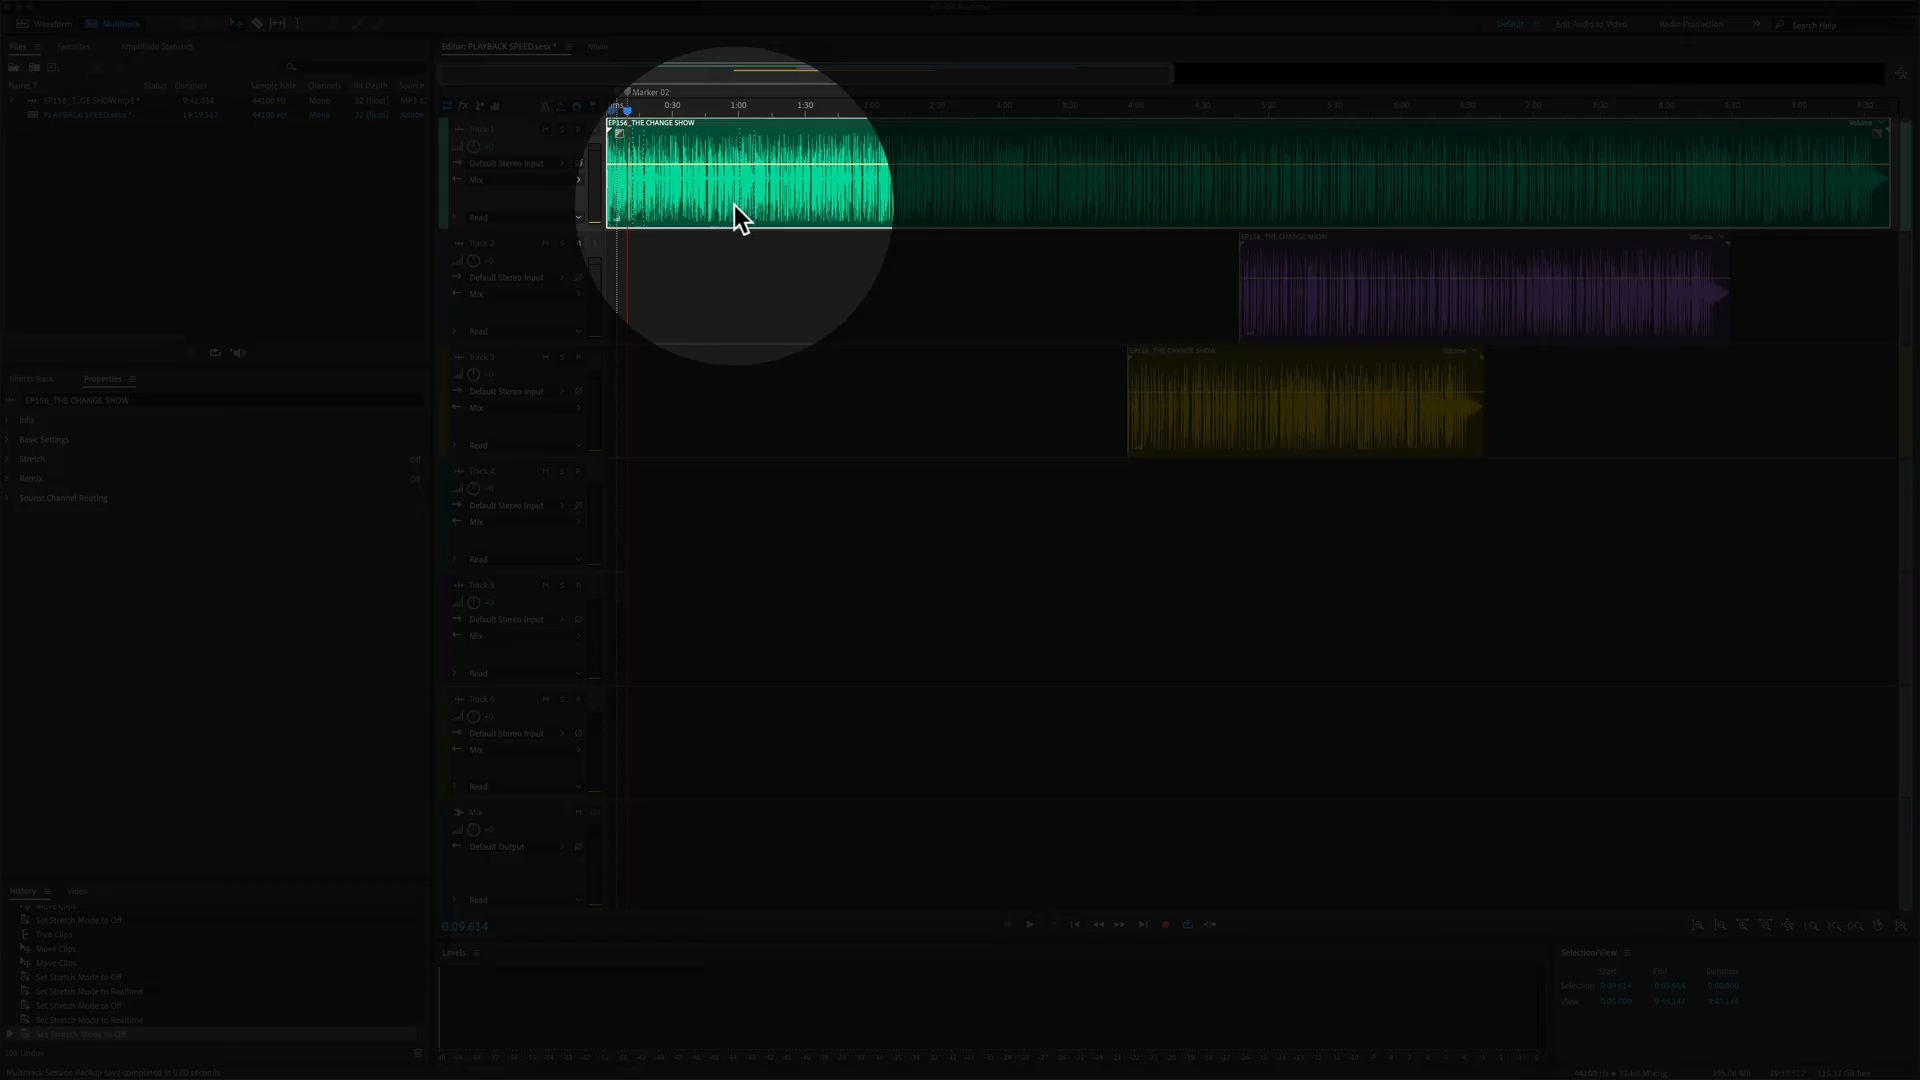 Waveform Multitrack Default Edit Audio to Video Radio Production Search Help
Files Favorites Amplitude Statistics Editor: PLAYBACK SPEED.sesx * Mixer
Name Status Duration Sample Rate Channels Bit Depth Source
EP156_T...GE SHOW.mp3 * 9:42.034 44100 Hz Mono 32 (float) MP3
PLAYBACK SPEED.sesx * 44100 Hz Mono 32 (float) Adobe
Marker 02
hms 0:30 1:00 1:30 2:00 2:30 3:00 3:30 4:00 4:30 5:00 5:30 6:00 6:30 7:00 7:30 8:00 8:30 9:00 9:30
EP156_THE CHANGE SHOW Volume
Track 1 M S R
+0
Default Stereo Input
Mix
Read
Track 2 M S R I
+0
Default Stereo Input
Mix
Read
EP156_THE CHANGE SHOW Volume
Track 3 M S R
+0
Default Stereo Input
Mix
Read
EP156_THE CHANGE SHOW Volume
Track 4 M S R
+0
Default Stereo Input
Mix
Read
Track 5 M S R
+0
Default Stereo Input
Mix
Read
Track 6 M S R
+0
Default Stereo Input
Mix
Read
Mix M
+0
Default Output
Read
Effects Rack Properties
EP156_THE CHANGE SHOW
Info
Basic Settings
Stretch Off
Remix Off
Source Channel Routing
History Video
Move Clips
Set Stretch Mode to Off
Trim Clips
Move Clips
Move Clips
Set Stretch Mode to Off
Set Stretch Mode to Realtime
Set Stretch Mode to Off
Set Stretch Mode to Realtime
Set Stretch Mode to Off
103 Undos
Multitrack Session Backup save completed in 0.00 seconds
0:09.614
Levels
Selection/View
Start End Duration
Selection 0:09.614 0:09.614 0:00.000
View 0:00.000